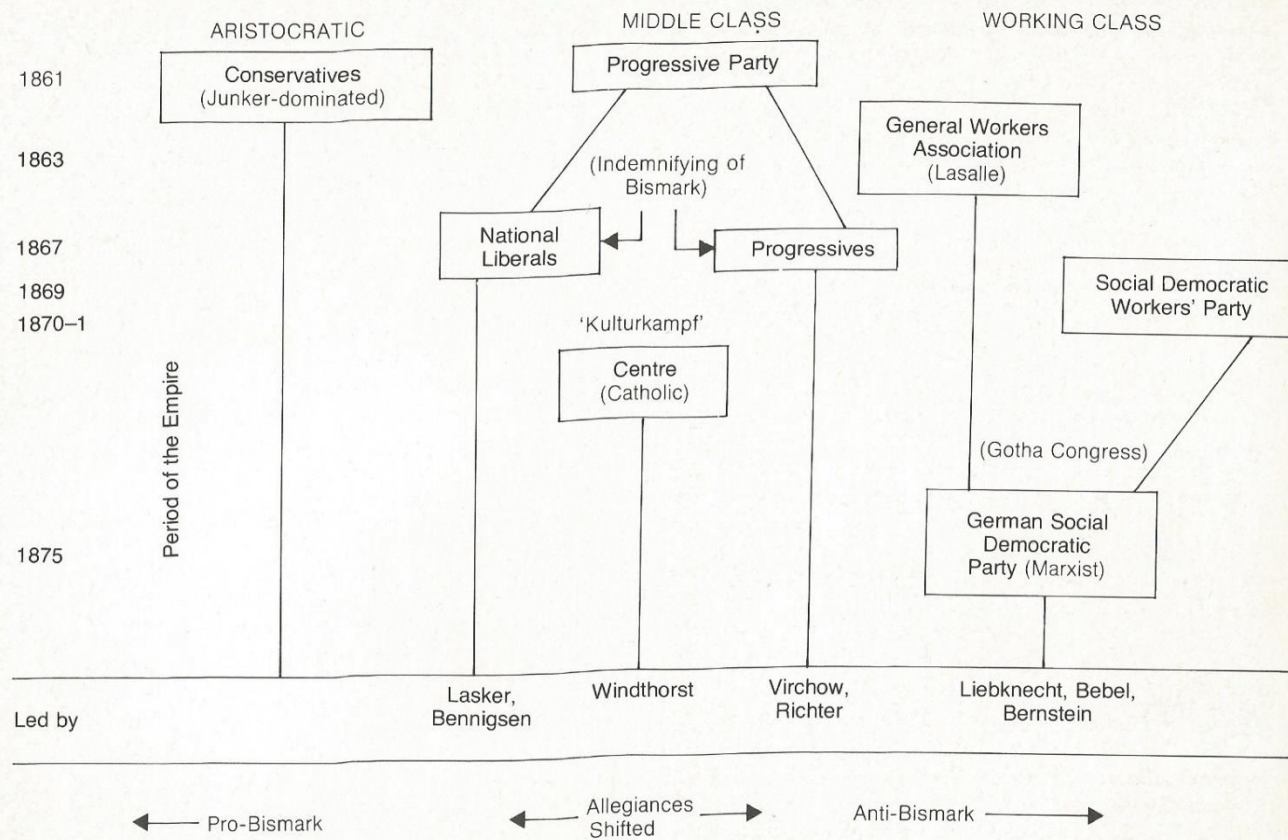 ARISTOCRATIC
MIDDLE CLASS
WORKING CLASS
1861
Conservatives
(Junker-dominated)
Progressive Party
1863
General Workers
Association
(Lasalle)
(Indemnifying of
Bismark)
1867
National
Liberals
Progressives
1869
Social Democratic
Workers' Party
1870–1
'Kulturkampf'
Centre
(Catholic)
Period of the Empire
(Gotha Congress)
1875
German Social
Democratic
Party (Marxist)
Led by
Lasker,
Bennigsen
Windthorst
Virchow,
Richter
Liebknecht, Bebel,
Bernstein
Pro-Bismark
Allegiances
Shifted
Anti-Bismark